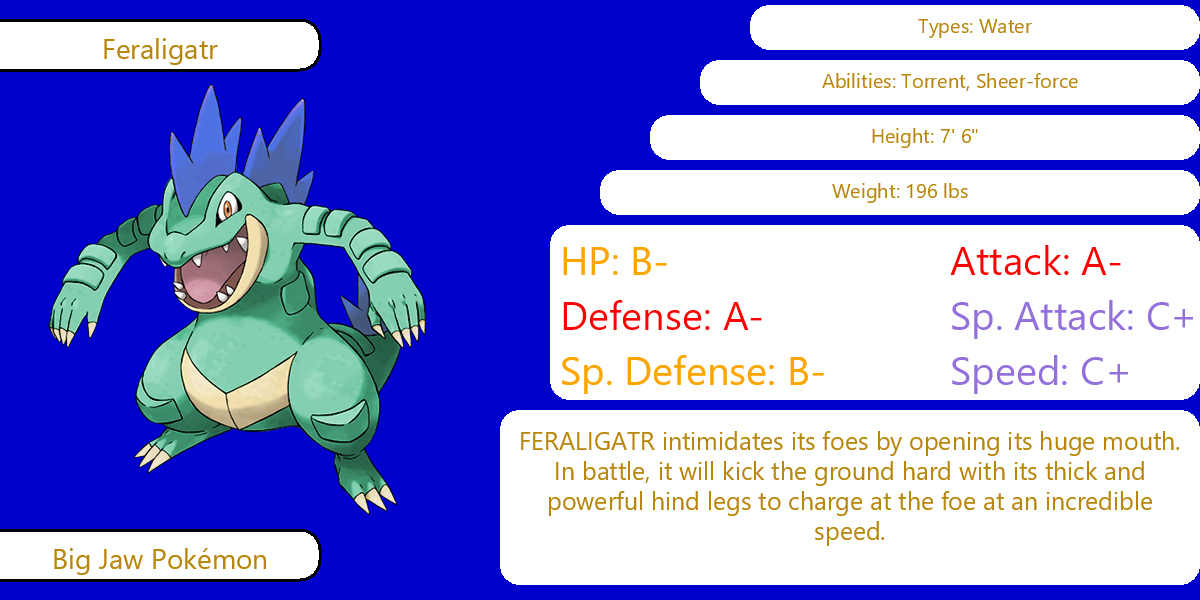 Feraligatr
Types: Water
Abilities: Torrent, Sheer-force
Height: 7' 6"
Weight: 196 lbs
HP: B-
Attack: A-
Defense: A-
Sp. Attack: C+
Sp. Defense: B-
Speed: C+
FERALIGATR intimidates its foes by opening its huge mouth.
In battle, it will kick the ground hard with its thick and
powerful hind legs to charge at the foe at an incredible
speed.
Big Jaw Pokémon